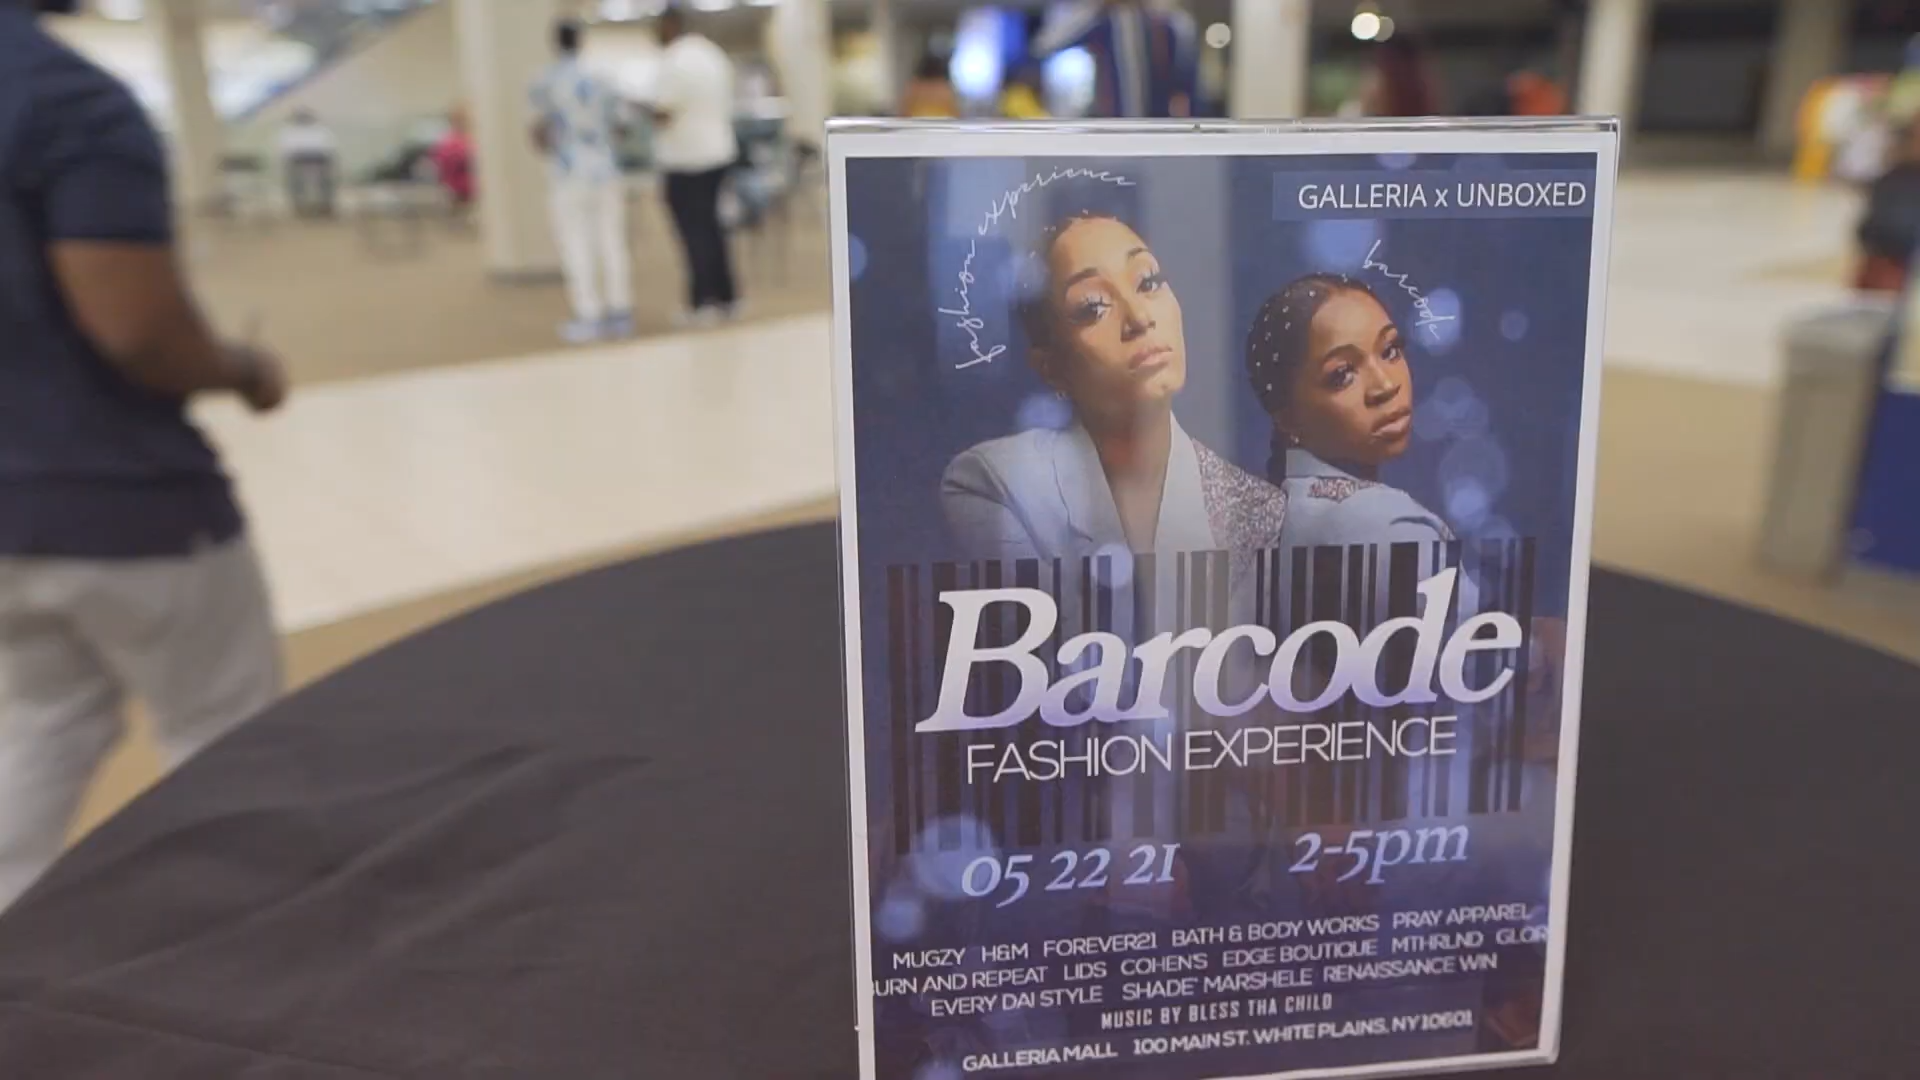 GALLERIA x UNBOXED
fashion experience
barcode
Barcode
FASHION EXPERIENCE
05 22 21 2-5pm
MUGZY H&M FOREVER21 BATH & BODY WORKS PRAY APPAREL
URN AND REPEAT LIDS COHEN'S EDGE BOUTIQUE MTHRLND GLOR
EVERY DAI STYLE SHADE' MARSHELE RENAISSANCE WIN
MUSIC BY BLESS THA CHILD
GALLERIA MALL 100 MAIN ST. WHITE PLAINS, NY 10601